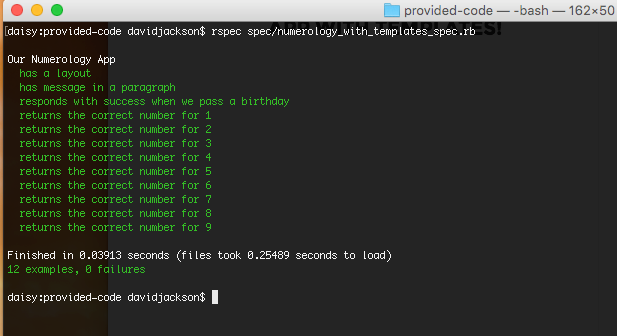 provided-code — -bash — 162×50
APP WITH TEMPLATES!
[daisy:provided-code davidjackson$ rspec spec/numerology_with_templates_spec.rb
Our Numerology App
has a layout
has message in a paragraph
responds with success when we pass a birthday
returns the correct number for 1
returns the correct number for 2
returns the correct number for 3
returns the correct number for 4
returns the correct number for 5
returns the correct number for 6
returns the correct number for 7
returns the correct number for 8
returns the correct number for 9
Finished in 0.03913 seconds (files took 0.25489 seconds to load)
12 examples, 0 failures
daisy:provided-code davidjackson$